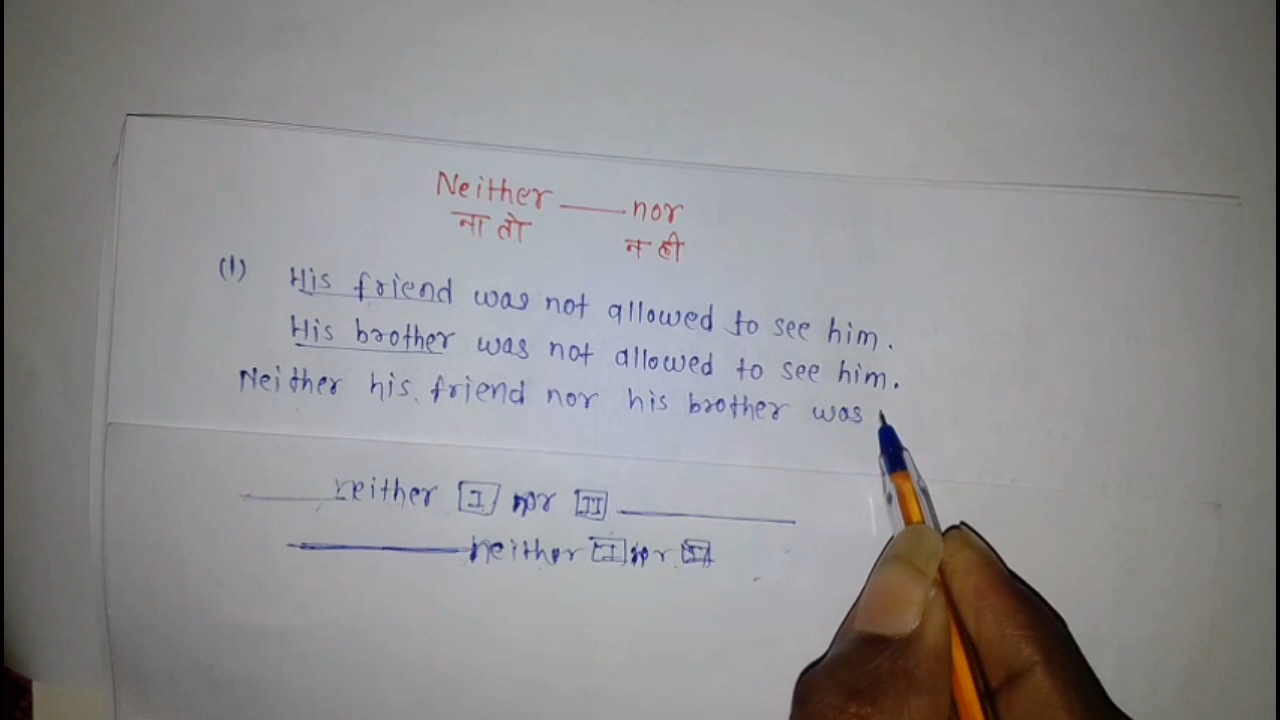 Neither ——— nor
ना तो न ही
(1) His friend was not allowed to see him.
His brother was not allowed to see him.
Neither his friend nor his brother was
neither I nor II
neither I nor II